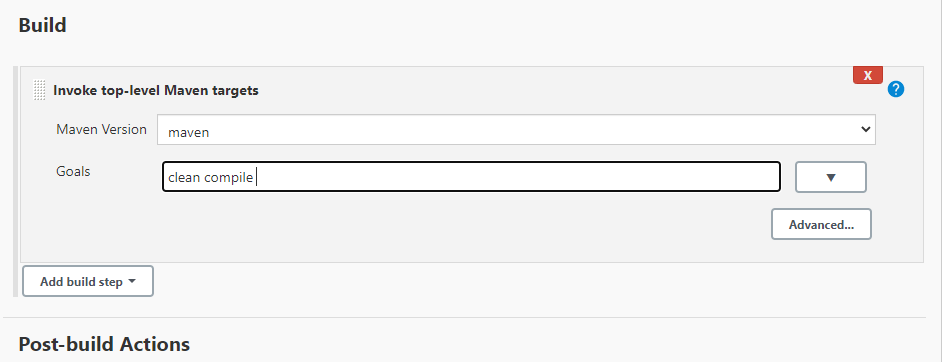 Build
X
Invoke top-level Maven targets
?
Maven Version
maven
Goals
clean compile
Advanced...
Add build step
Post-build Actions